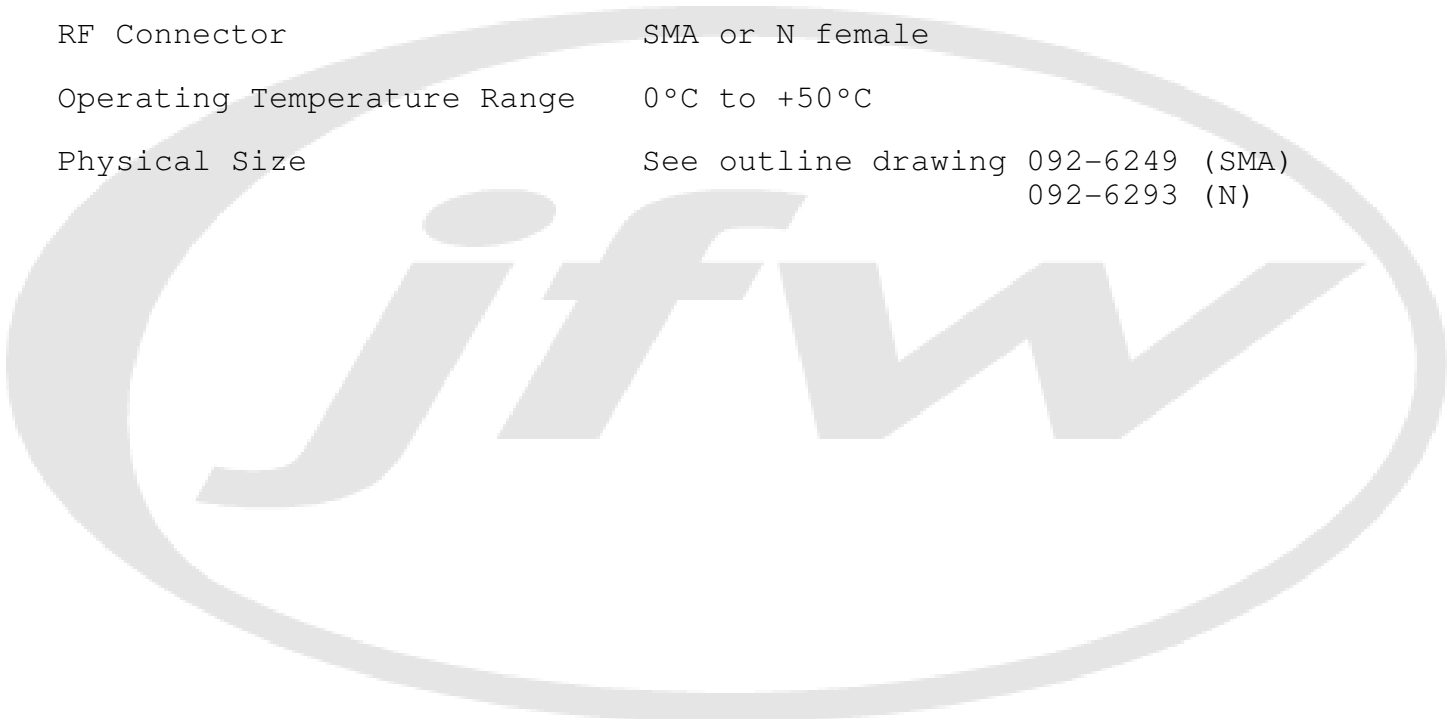 RF Connector SMA or N female
Operating Temperature Range 0°C to +50°C
Physical Size See outline drawing 092-6249 (SMA)
092-6293 (N)
jfw